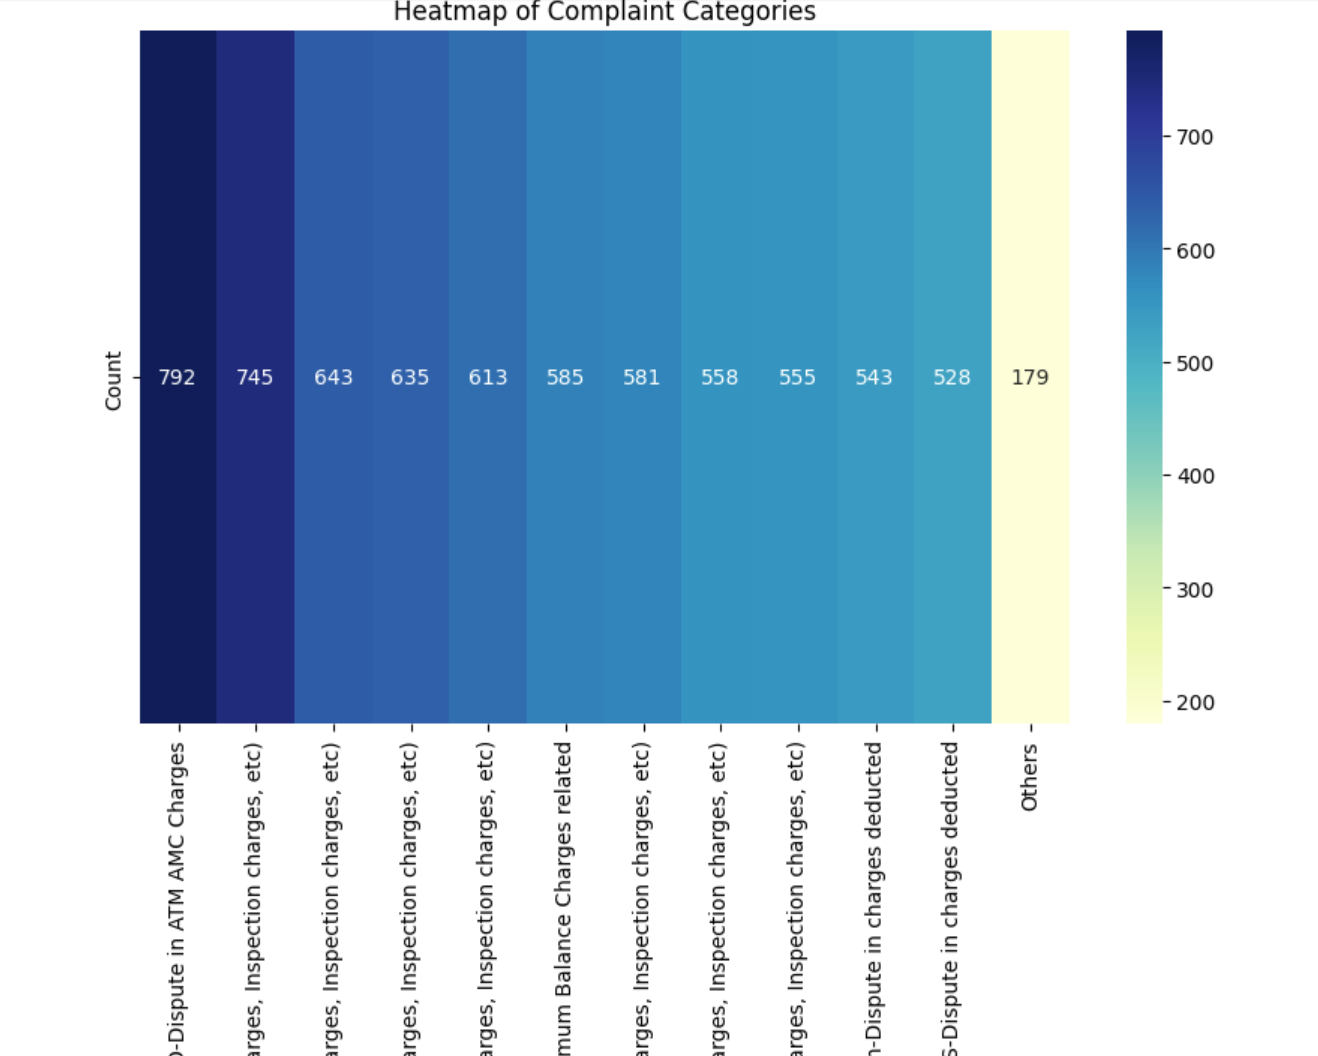 Heatmap of Complaint Categories
700
600
500
400
300
200
Count
792 745 643 635 613 585 581 558 555 543 528 179
-Dispute in ATM AMC Charges
arges, Inspection charges, etc)
arges, Inspection charges, etc)
arges, Inspection charges, etc)
arges, Inspection charges, etc)
mum Balance Charges related
arges, Inspection charges, etc)
arges, Inspection charges, etc)
arges, Inspection charges, etc)
n-Dispute in charges deducted
S-Dispute in charges deducted
Others